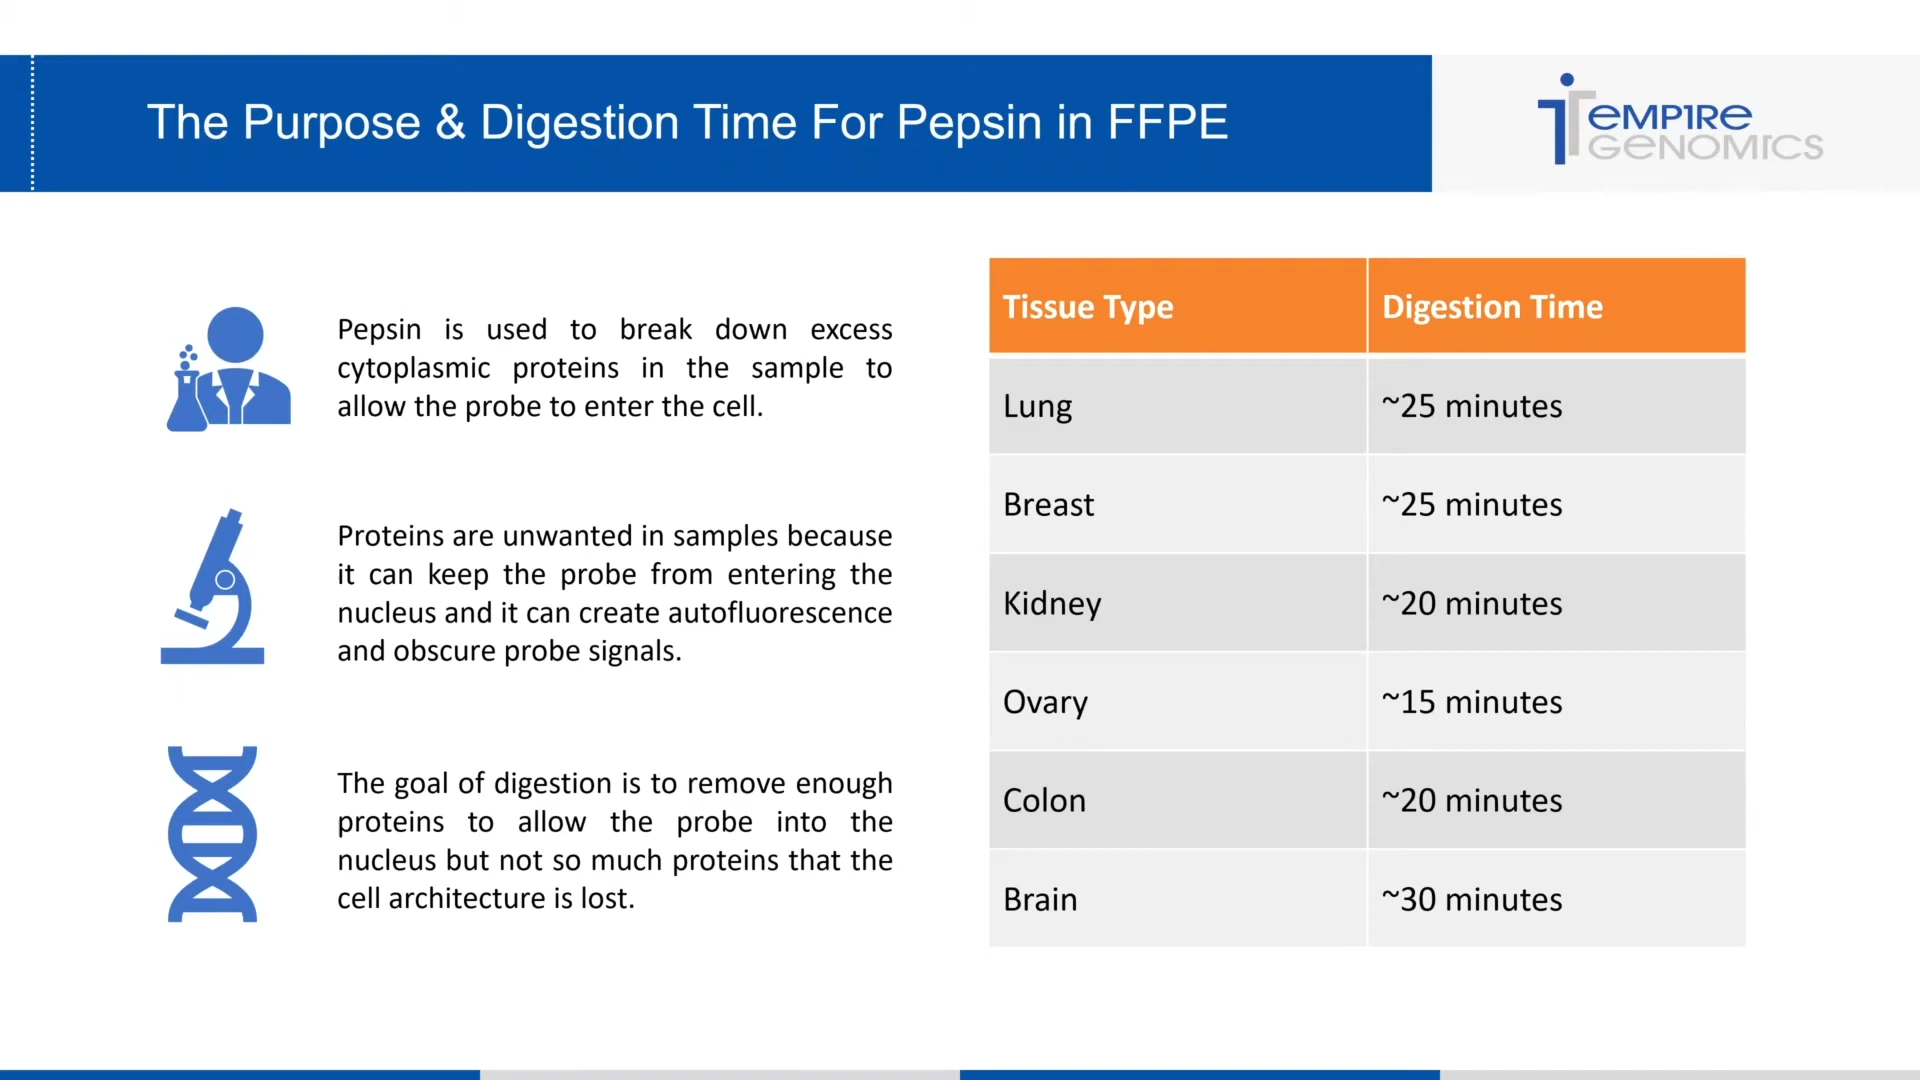 The Purpose & Digestion Time For Pepsin in FFPE
EMPIRE
GENOMICS
Pepsin is used to break down excess
cytoplasmic proteins in the sample to
allow the probe to enter the cell.
Proteins are unwanted in samples because
it can keep the probe from entering the
nucleus and it can create autofluorescence
and obscure probe signals.
The goal of digestion is to remove enough
proteins to allow the probe into the
nucleus but not so much proteins that the
cell architecture is lost.
Tissue Type Digestion Time
Lung ~25 minutes
Breast ~25 minutes
Kidney ~20 minutes
Ovary ~15 minutes
Colon ~20 minutes
Brain ~30 minutes